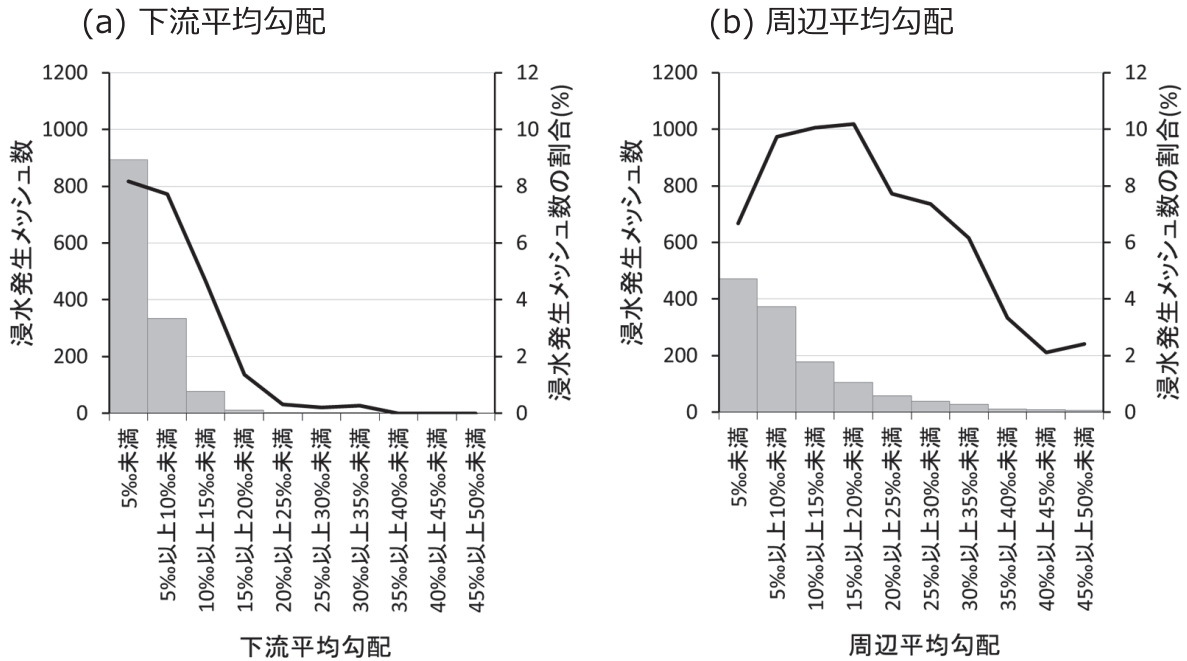 (a) 下流平均勾配
1200
1000
800
600
400
200
0
12
10
8
6
4
2
0
浸水発生メッシュ数
浸水発生メッシュ数の割合(%)
5‰未満
5‰以上10‰未満
10‰以上15‰未満
15‰以上20‰未満
20‰以上25‰未満
25‰以上30‰未満
30‰以上35‰未満
35‰以上40‰未満
40‰以上45‰未満
45‰以上50‰未満
下流平均勾配
(b) 周辺平均勾配
1200
1000
800
600
400
200
0
12
10
8
6
4
2
0
浸水発生メッシュ数
浸水発生メッシュ数の割合(%)
5‰未満
5‰以上10‰未満
10‰以上15‰未満
15‰以上20‰未満
20‰以上25‰未満
25‰以上30‰未満
30‰以上35‰未満
35‰以上40‰未満
40‰以上45‰未満
45‰以上50‰未満
周辺平均勾配